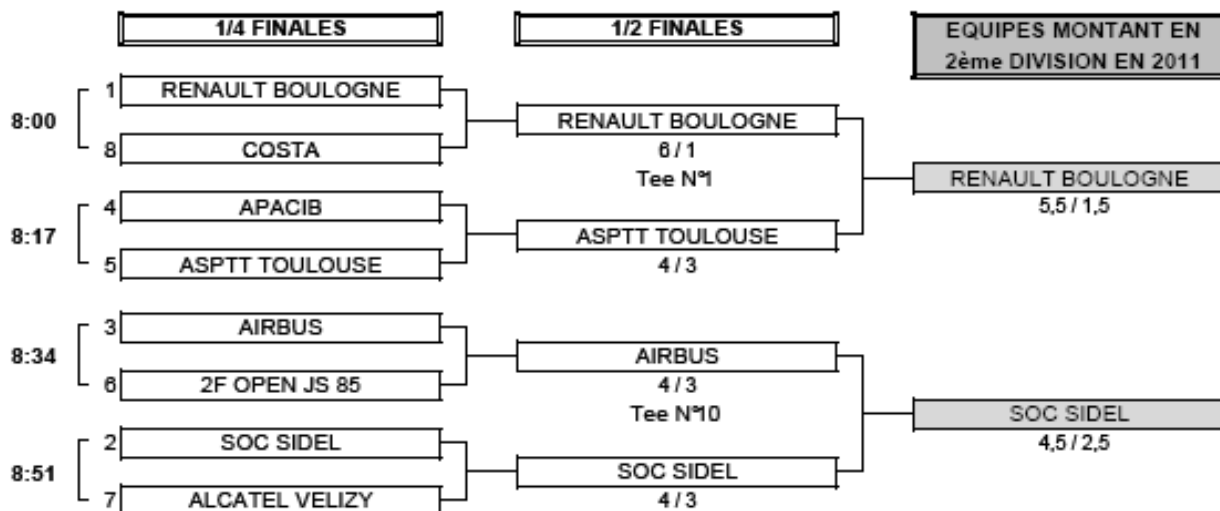 1/4 FINALES
1/2 FINALES
EQUIPES MONTANT EN
2ème DIVISION EN 2011
8:00
1 RENAULT BOULOGNE
8 COSTA
RENAULT BOULOGNE
6 / 1
Tee N°1
RENAULT BOULOGNE
5,5 / 1,5
8:17
4 APACIB
5 ASPTT TOULOUSE
ASPTT TOULOUSE
4 / 3
8:34
3 AIRBUS
6 2F OPEN JS 85
AIRBUS
4 / 3
Tee N°10
SOC SIDEL
4,5 / 2,5
8:51
2 SOC SIDEL
7 ALCATEL VELIZY
SOC SIDEL
4 / 3